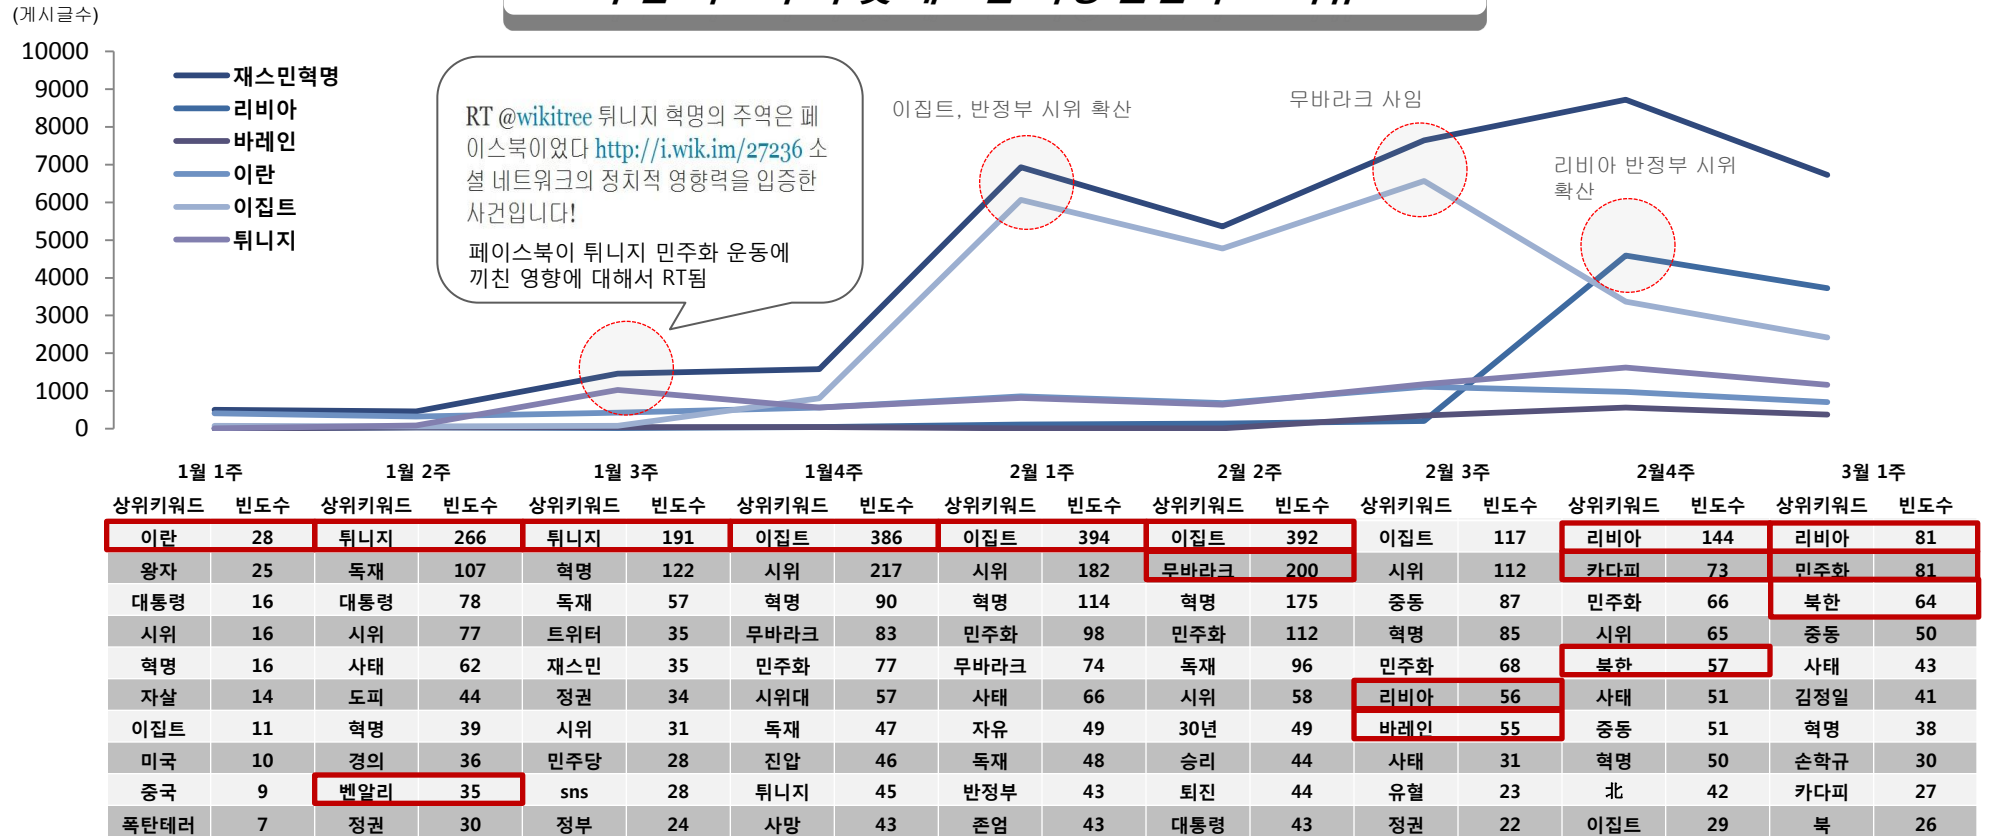 (게시글수)
10000
9000
8000
7000
6000
5000
4000
3000
2000
1000
0
재스민혁명
리비아
바레인
이란
이집트
튀니지
RT @wikitree 튀니지 혁명의 주역은 페
이스북이었다 http://i.wik.im/27236 소
셜 네트워크의 정치적 영향력을 입증한
사건입니다!
페이스북이 튀니지 민주화 운동에
끼친 영향에 대해서 RT됨
이집트, 반정부 시위 확산
무바라크 사임
리비아 반정부 시위
확산
1월 1주 1월 2주 1월 3주 1월4주 2월 1주 2월 2주 2월 3주 2월4주 3월 1주
상위키워드 빈도수 상위키워드 빈도수 상위키워드 빈도수 상위키워드 빈도수 상위키워드 빈도수 상위키워드 빈도수 상위키워드 빈도수 상위키워드 빈도수 상위키워드 빈도수
이란 28 튀니지 266 튀니지 191 이집트 386 이집트 394 이집트 392 이집트 117 리비아 144 리비아 81
왕자 25 독재 107 혁명 122 시위 217 시위 182 무바라크 200 시위 112 카다피 73 민주화 81
대통령 16 대통령 78 독재 57 혁명 90 혁명 114 혁명 175 중동 87 민주화 66 북한 64
시위 16 시위 77 트위터 35 무바라크 83 민주화 98 민주화 112 혁명 85 시위 65 중동 50
혁명 16 사태 62 재스민 35 민주화 77 무바라크 74 독재 96 민주화 68 북한 57 사태 43
자살 14 도피 44 정권 34 시위대 57 사태 66 시위 58 리비아 56 사태 51 김정일 41
이집트 11 혁명 39 시위 31 독재 47 자유 49 30년 49 바레인 55 중동 51 혁명 38
미국 10 경의 36 민주당 28 진압 46 독재 48 승리 44 사태 31 혁명 50 손학규 30
중국 9 벤알리 35 sns 28 튀니지 45 반정부 43 퇴진 44 유혈 23 北 42 카다피 27
폭탄테러 7 정권 30 정부 24 사망 43 존엄 43 대통령 43 정권 22 이집트 29 북 26